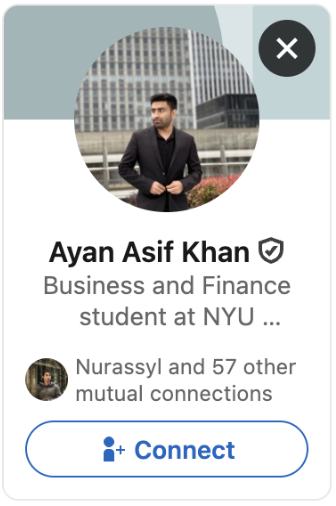 Ayan Asif Khan
Business and Finance
student at NYU ...
Nurassyl and 57 other
mutual connections
Connect